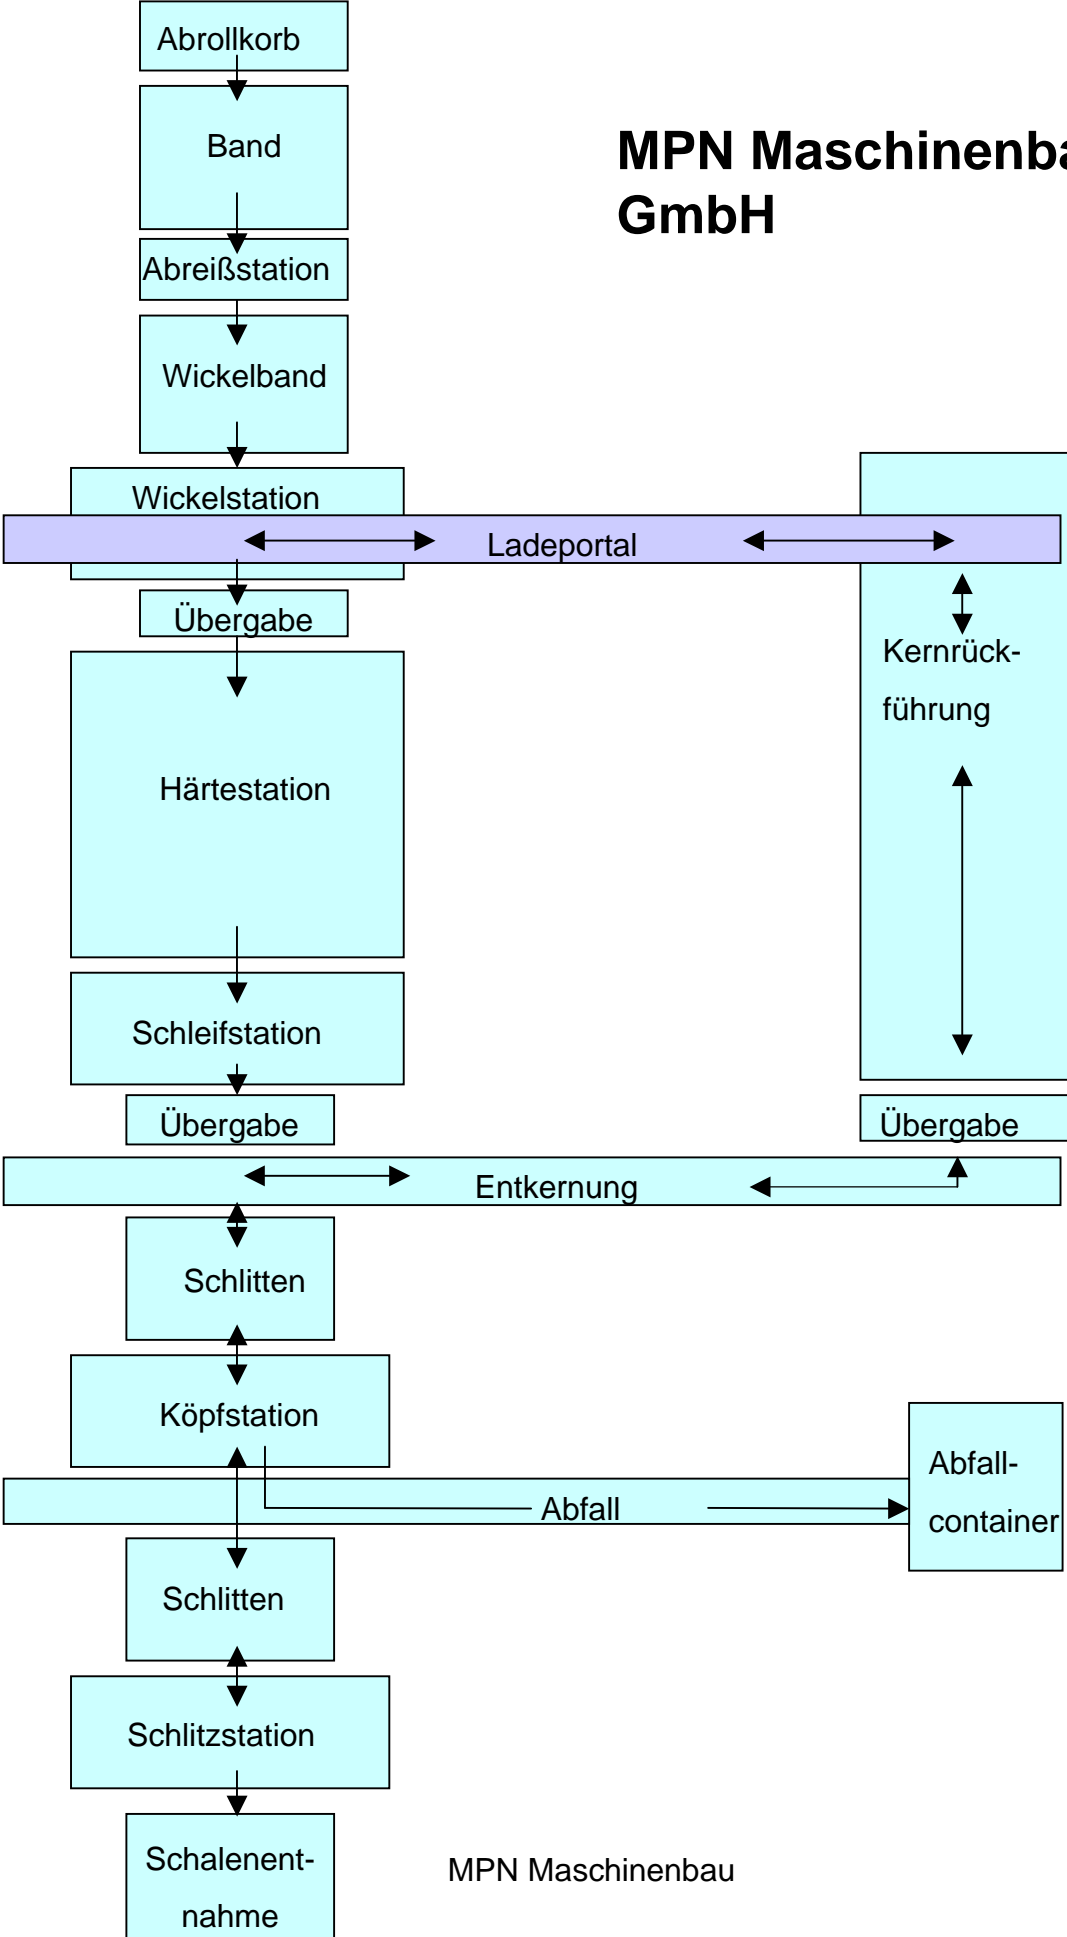 Abrollkorb
Band
MPN Maschinenba
GmbH
Abreißstation
Wickelband
Wickelstation
Ladeportal
Übergabe
Kernrück-
führung
Härtestation
Schleifstation
Übergabe
Übergabe
Entkernung
Schlitten
Köpfstation
Abfall-
container
Abfall
Schlitten
Schlitzstation
Schalenent-
nahme
MPN Maschinenbau